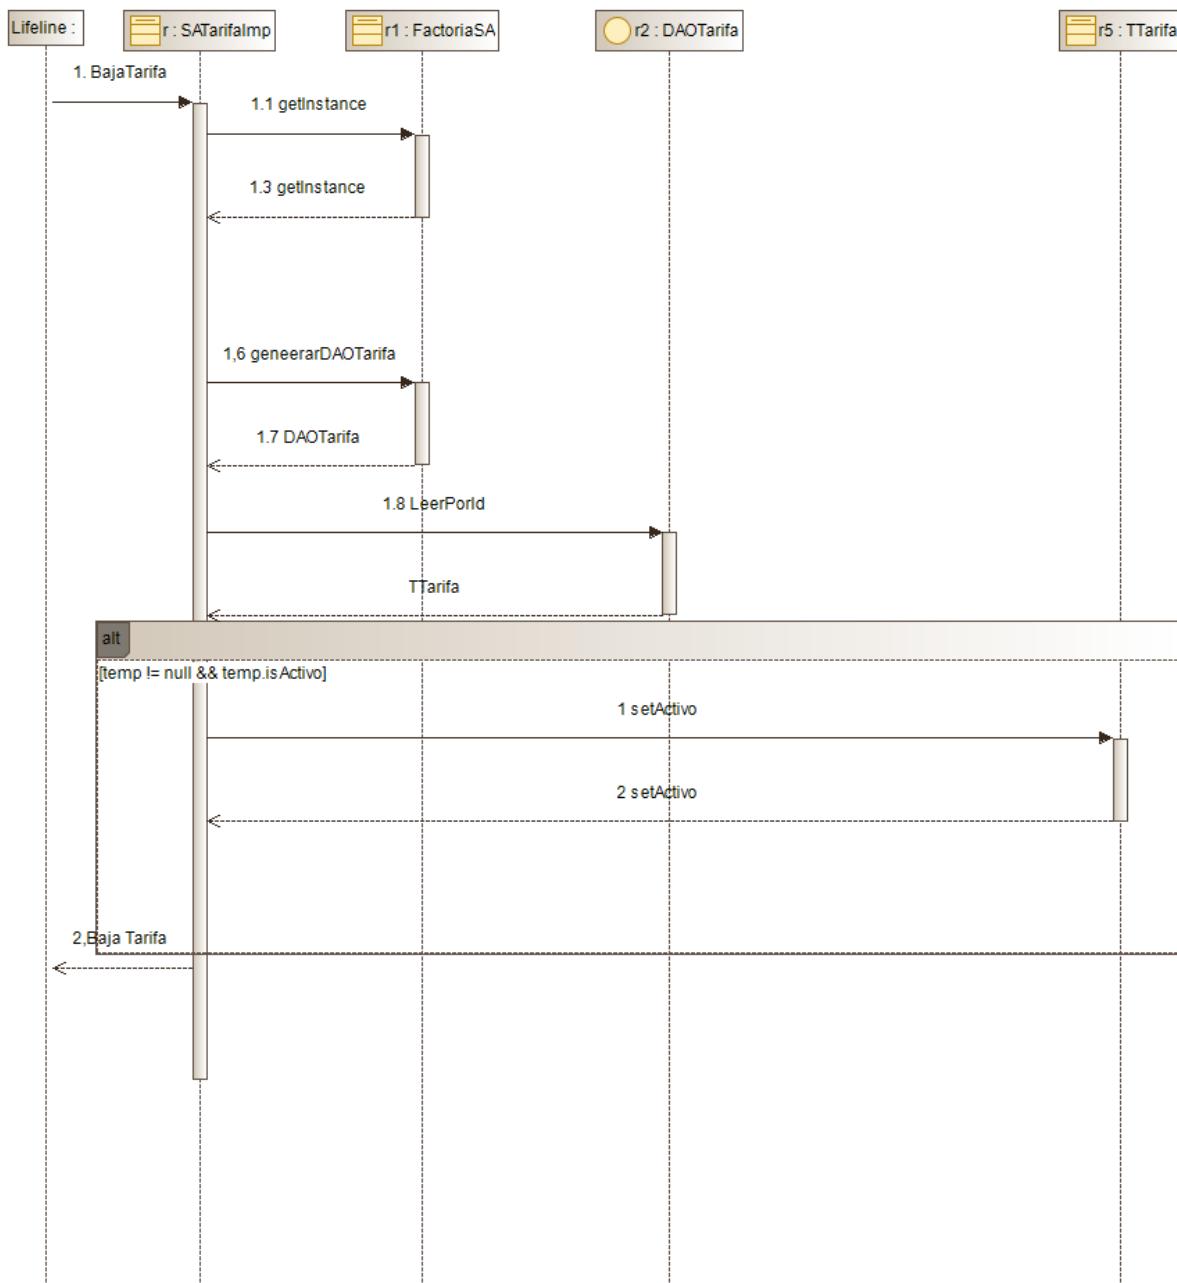 Lifeline :
r : SATarifaImp
r1 : FactoriaSA
r2 : DAOTarifa
r5 : TTarifa
1. BajaTarifa
1.1 getInstance
1.3 getInstance
1,6 geneerarDAOTarifa
1.7 DAOTarifa
1.8 LeerPorId
TTarifa
alt
[temp != null && temp.isActivo]
1 setActivo
2 setActivo
2,Baja Tarifa